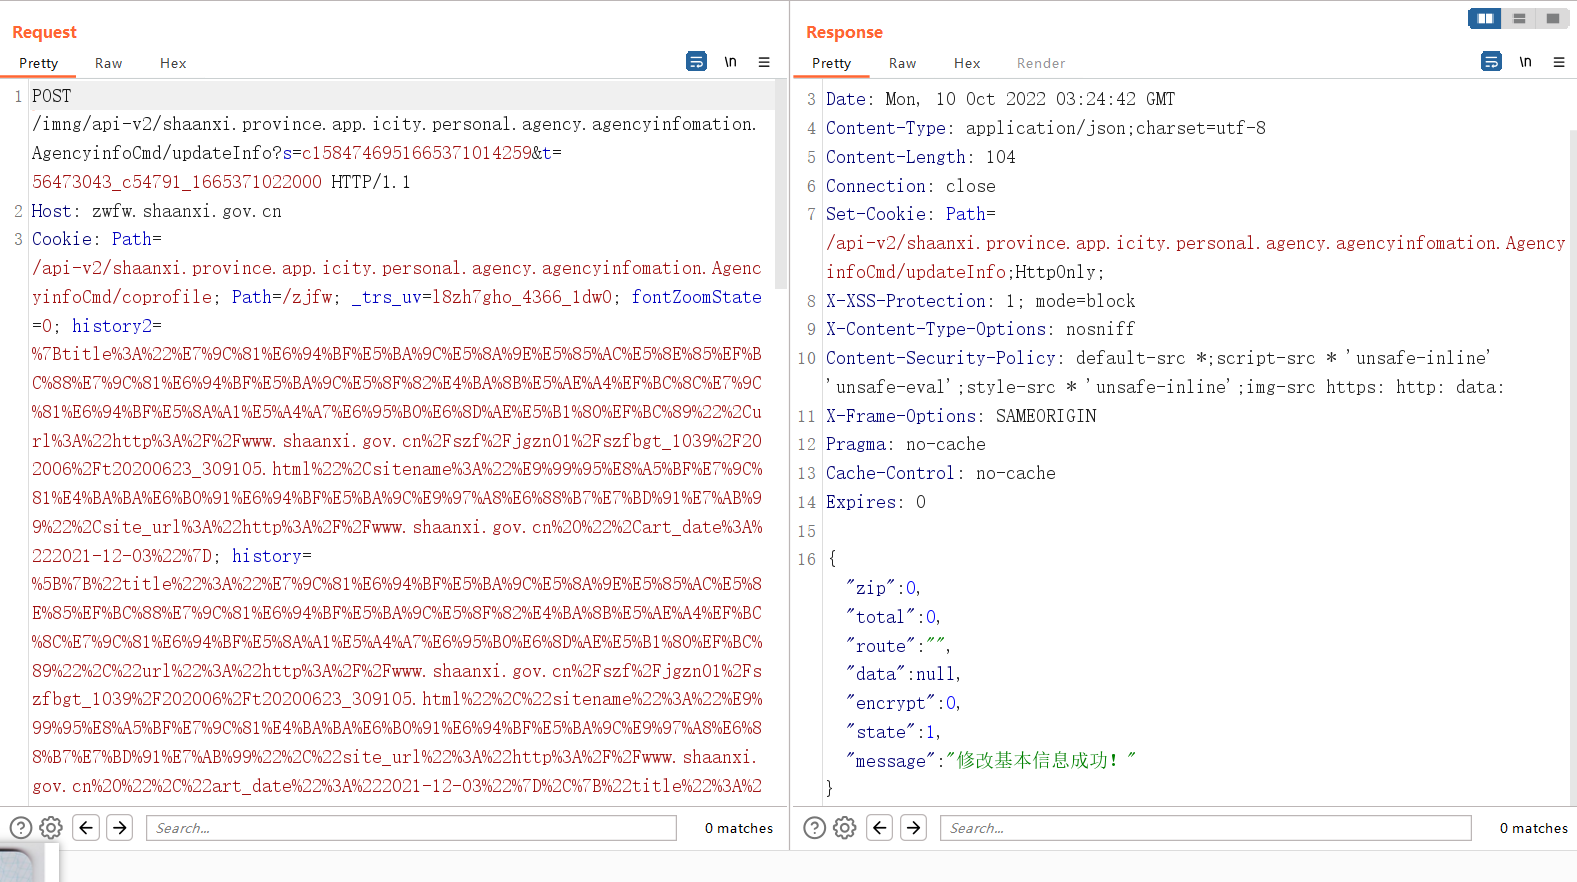 Request
Pretty Raw Hex \n
1 POST
/imng/api-v2/shaanxi.province.app.icity.personal.agency.agencyinfomation.
AgencyinfoCmd/updateInfo?s=c1584746951665371014259&t=
56473043_c54791_1665371022000 HTTP/1.1
2 Host: zwfw.shaanxi.gov.cn
3 Cookie: Path=
/api-v2/shaanxi.province.app.icity.personal.agency.agencyinfomation.Agenc
yinfoCmd/coprofile; Path=/zjfw; _trs_uv=l8zh7gho_4366_1dw0; fontZoomState
=0; history2=
%7Btitle%3A%22%E7%9C%81%E6%94%BF%E5%BA%9C%E5%8A%9E%E5%85%AC%E5%8E%85%EF%B
C%88%E7%9C%81%E6%94%BF%E5%BA%9C%E5%8F%82%E4%BA%8B%E5%AE%A4%EF%BC%8C%E7%9C
%81%E6%94%BF%E5%8A%A1%E5%A4%A7%E6%95%B0%E6%8D%AE%E5%B1%80%EF%BC%89%22%2Cu
rl%3A%22http%3A%2F%2Fwww.shaanxi.gov.cn%2Fszf%2Fjgzn01%2Fszfbgt_1039%2F20
2006%2Ft20200623_309105.html%22%2Csitename%3A%22%E9%99%95%E8%A5%BF%E7%9C%
81%E4%BA%BA%E6%B0%91%E6%94%BF%E5%BA%9C%E9%97%A8%E6%88%B7%E7%BD%91%E7%AB%9
9%22%2Csite_url%3A%22http%3A%2F%2Fwww.shaanxi.gov.cn%20%22%2Cart_date%3A%
222021-12-03%22%7D; history=
%5B%7B%22title%22%3A%22%E7%9C%81%E6%94%BF%E5%BA%9C%E5%8A%9E%E5%85%AC%E5%8
E%85%EF%BC%88%E7%9C%81%E6%94%BF%E5%BA%9C%E5%8F%82%E4%BA%8B%E5%AE%A4%EF%BC
%8C%E7%9C%81%E6%94%BF%E5%8A%A1%E5%A4%A7%E6%95%B0%E6%8D%AE%E5%B1%80%EF%BC%
89%22%2C%22url%22%3A%22http%3A%2F%2Fwww.shaanxi.gov.cn%2Fszf%2Fjgzn01%2Fs
zfbgt_1039%2F202006%2Ft20200623_309105.html%22%2C%22sitename%22%3A%22%E9%
99%95%E8%A5%BF%E7%9C%81%E4%BA%BA%E6%B0%91%E6%94%BF%E5%BA%9C%E9%97%A8%E6%8
8%B7%E7%BD%91%E7%AB%99%22%2C%22site_url%22%3A%22http%3A%2F%2Fwww.shaanxi.
gov.cn%20%22%2C%22art_date%22%3A%222021-12-03%22%7D%2C%7B%22title%22%3A%2
Search... 0 matches
Response
Pretty Raw Hex Render \n
3 Date: Mon, 10 Oct 2022 03:24:42 GMT
4 Content-Type: application/json;charset=utf-8
5 Content-Length: 104
6 Connection: close
7 Set-Cookie: Path=
/api-v2/shaanxi.province.app.icity.personal.agency.agencyinfomation.Agency
infoCmd/updateInfo;HttpOnly;
8 X-XSS-Protection: 1; mode=block
9 X-Content-Type-Options: nosniff
10 Content-Security-Policy: default-src *;script-src * 'unsafe-inline'
'unsafe-eval';style-src * 'unsafe-inline';img-src https: http: data:
11 X-Frame-Options: SAMEORIGIN
12 Pragma: no-cache
13 Cache-Control: no-cache
14 Expires: 0
15
16 {
"zip":0,
"total":0,
"route":"",
"data":null,
"encrypt":0,
"state":1,
"message":"修改基本信息成功！"
}
Search... 0 matches